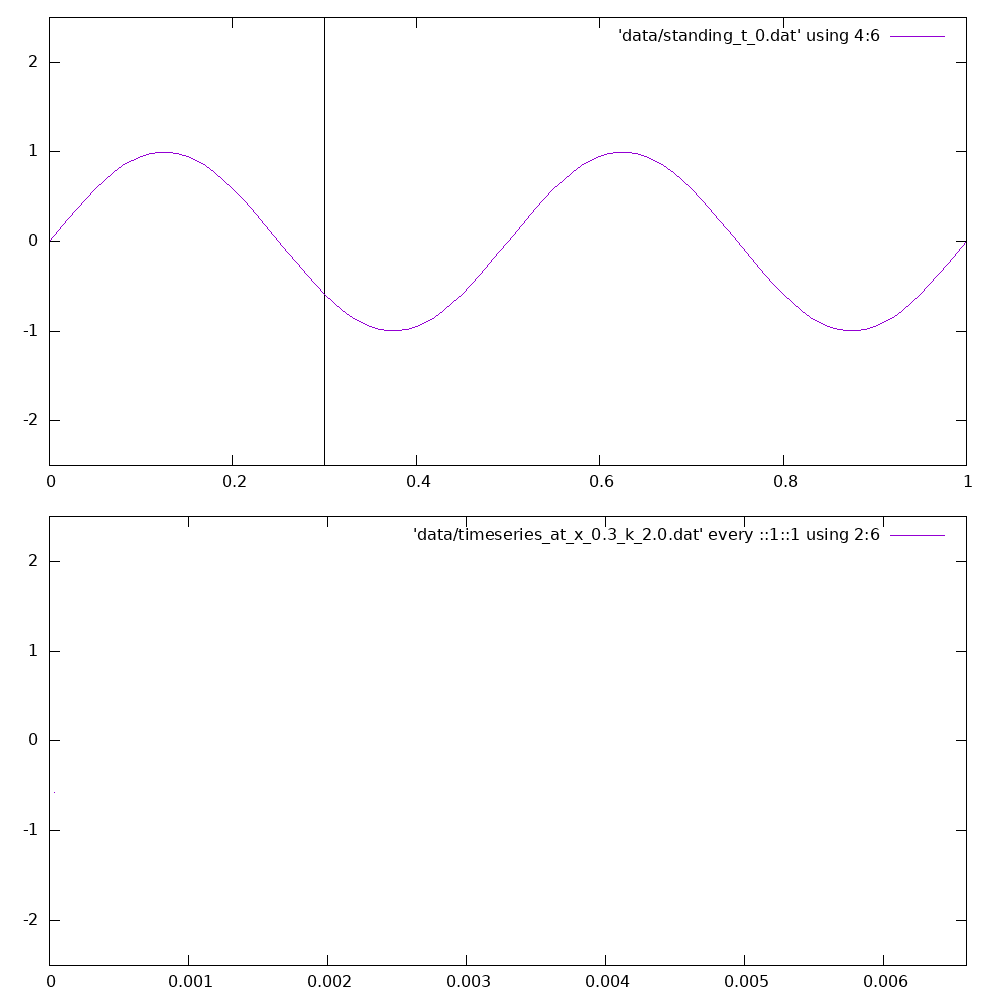 'data/standing_t_0.dat' using 4:6
2
1
0
-1
-2
0 0.2 0.4 0.6 0.8 1
'data/timeseries_at_x_0.3_k_2.0.dat' every ::1::1 using 2:6
2
1
0
-1
-2
0 0.001 0.002 0.003 0.004 0.005 0.006